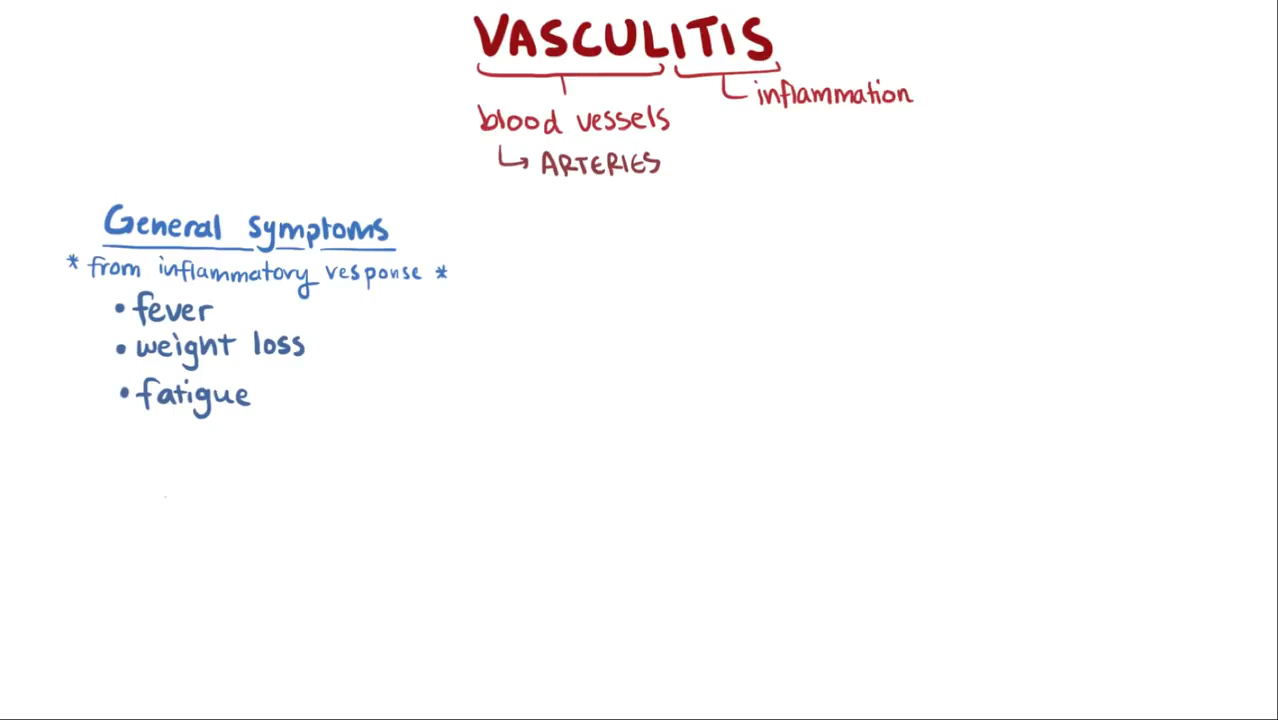 VASCULITIS
inflammation
blood vessels
↳ ARTERIES
General symptoms
* from inflammatory response *
• fever
• weight loss
• fatigue